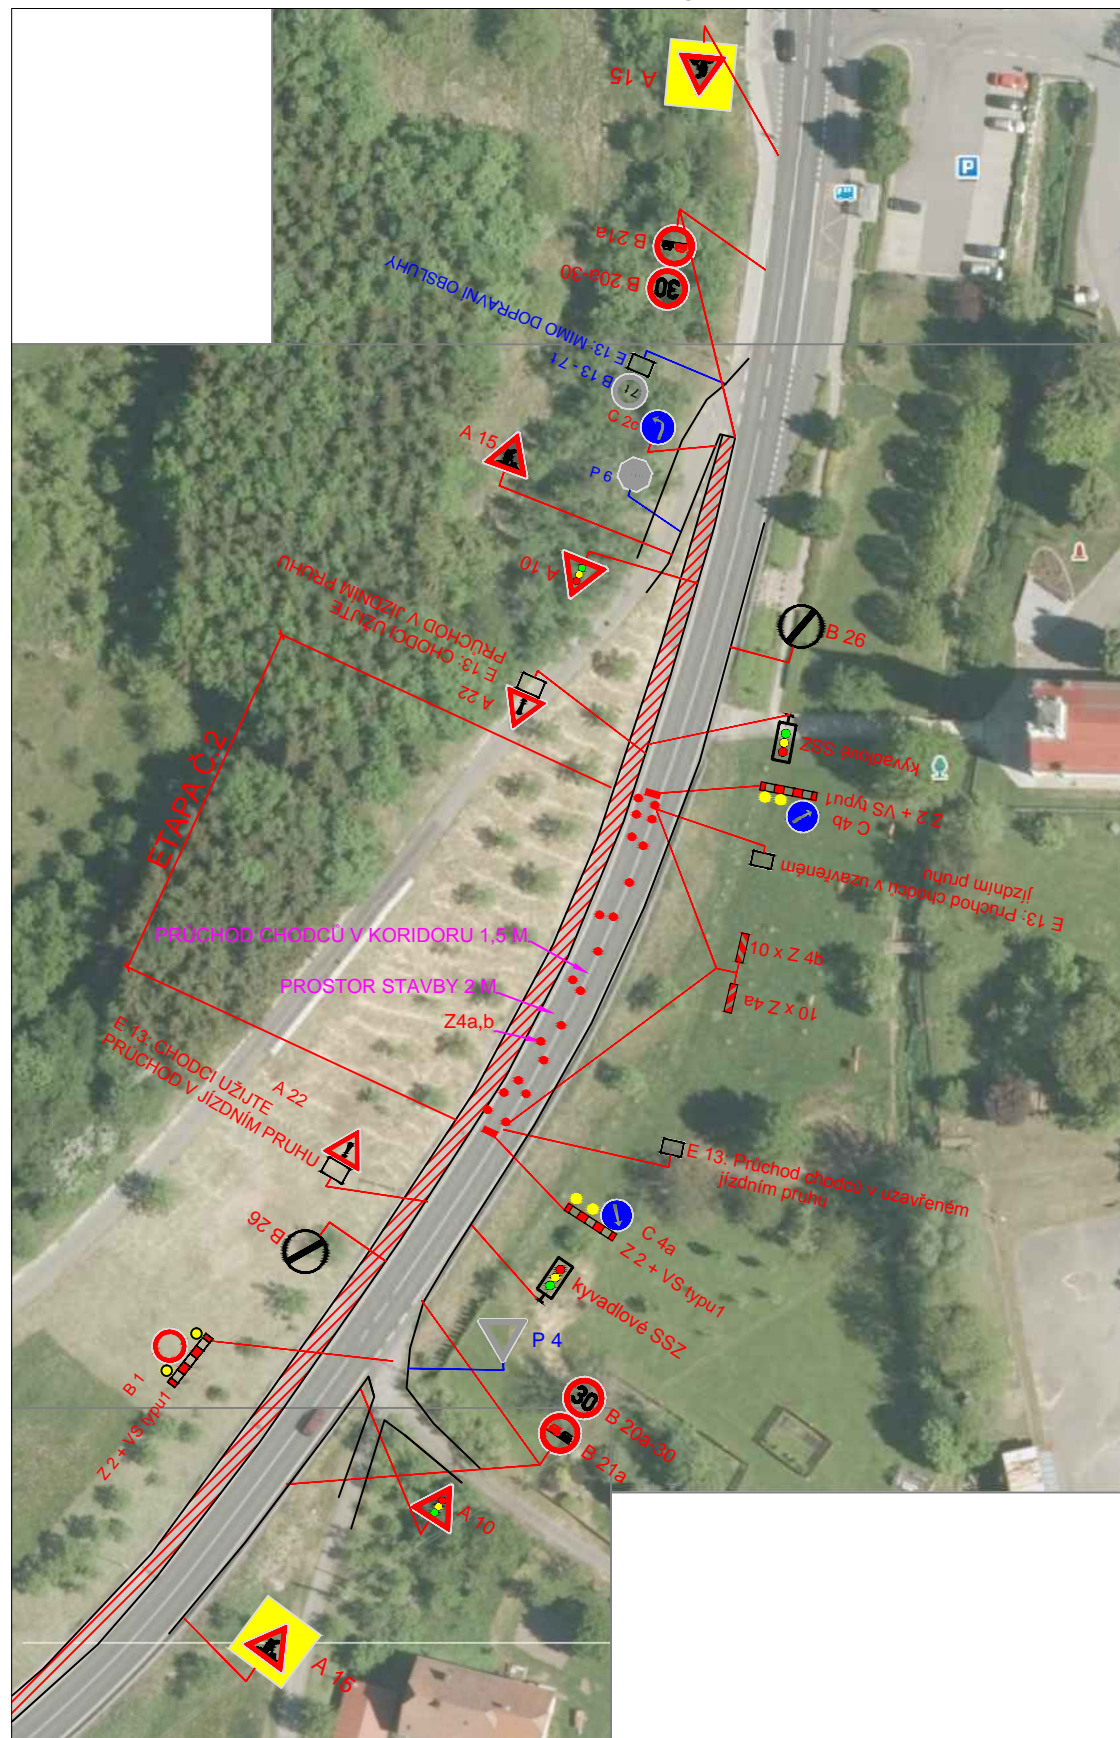 A 15
P
B 21a
B 20a-30
30
E 13: MIMO DOPRAVNÍ OBSLUHY
B 13 - 7 t
7 t
C 2c
A 15
P 6
A 10
E 13: CHODCI UŽIJTE
PRŮCHOD V JÍZDNÍM PRUHU
A 22
B 26
kyvadlové SSZ
Z 2 + VS typu1
C 4b
E 13: Průchod chodců v uzavřeném
jízdním pruhu
ETAPA Č.2
PRŮCHOD CHODCŮ V KORIDORU 1,5 M
PROSTOR STAVBY 2 M
Z4a,b
10 x Z 4b
10 x Z 4a
E 13: CHODCI UŽIJTE
PRŮCHOD V JÍZDNÍM PRUHU
A 22
E 13: Průchod chodců v uzavřeném
jízdním pruhu
C 4a
Z 2 + VS typu1
B 26
kyvadlové SSZ
P 4
B 1
Z 2 + VS typu1
30
B 20a-30
B 21a
A 10
A 15